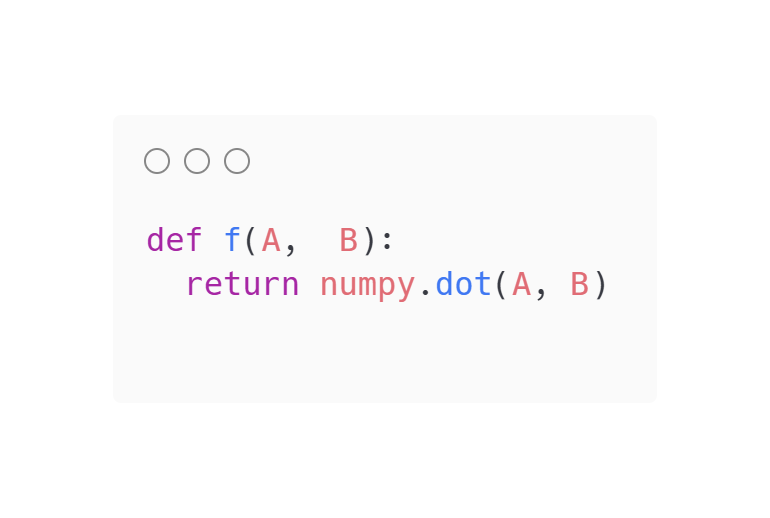 def f(A,  B):
  return numpy.dot(A, B)